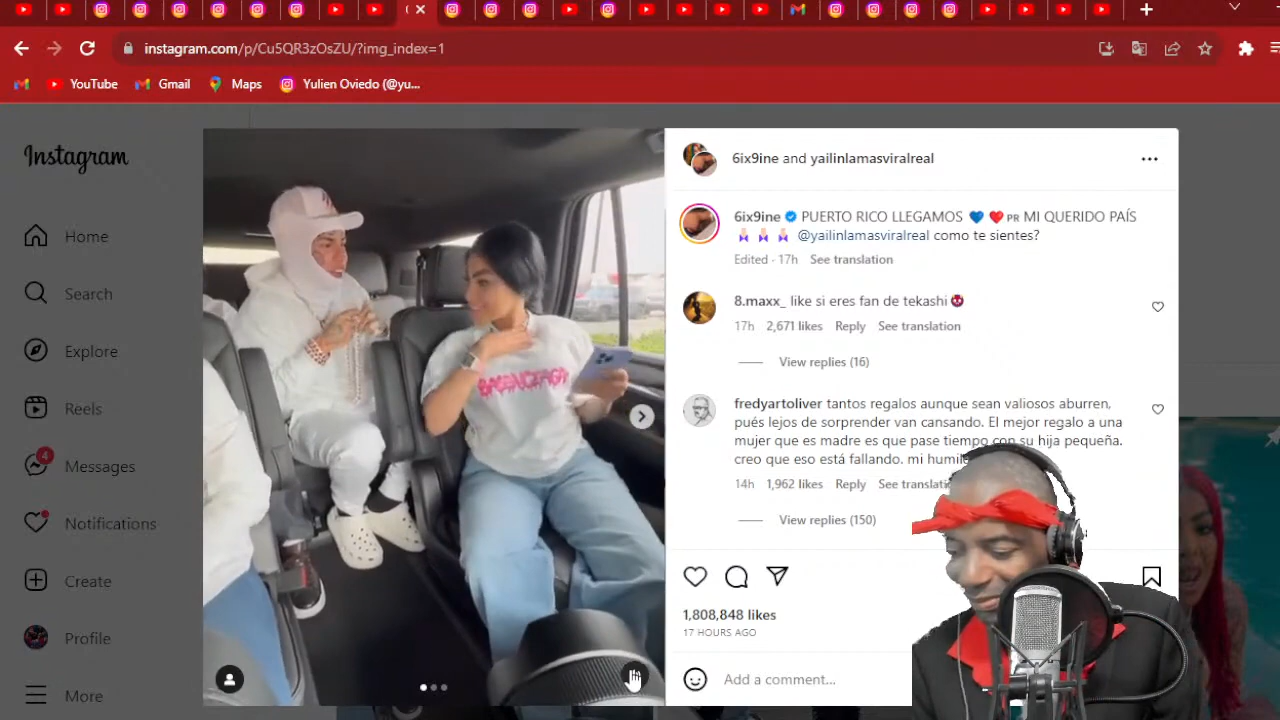 instagram.com/p/Cu5QR3zOsZU/?img_index=1
YouTube
Gmail
Maps
Yulien Oviedo (@yu...
Instagram
Home
Search
Explore
Reels
4
Messages
Notifications
Create
Profile
More
6ix9ine and yailinlamasviralreal
6ix9ine PUERTO RICO LLEGAMOS 💙 ❤️ PR MI QUERIDO PAÍS
@yailinlamasviralreal como te sientes?
Edited · 17h See translation
8.maxx_ like si eres fan de tekashi
17h 2,671 likes Reply See translation
View replies (16)
fredyartoliver tantos regalos aunque sean valiosos aburren,
pués lejos de sorprender van cansando. El mejor regalo a una
mujer que es madre es que pase tiempo con su hija pequeña.
creo que eso está fallando. mi
14h 1,962 likes Reply See
View replies (150)
1,808,848 likes
17 HOURS AGO
Add a comment...